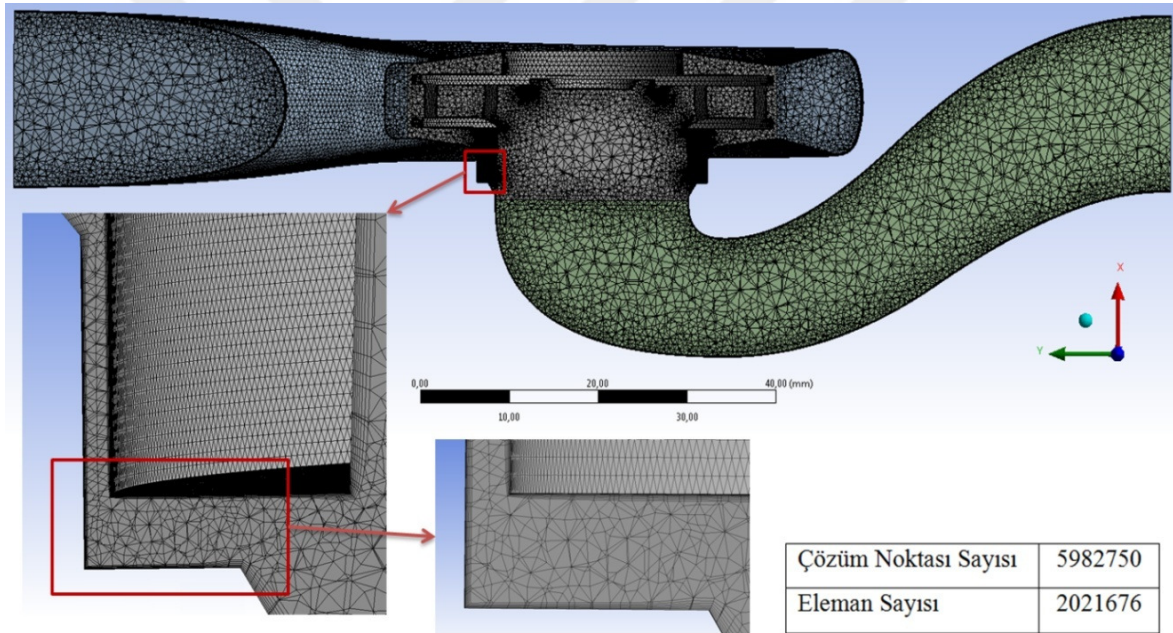 X
Y
0,00 20,00 40,00 (mm)
10,00 30,00
Çözüm Noktası Sayısı 5982750
Eleman Sayısı 2021676